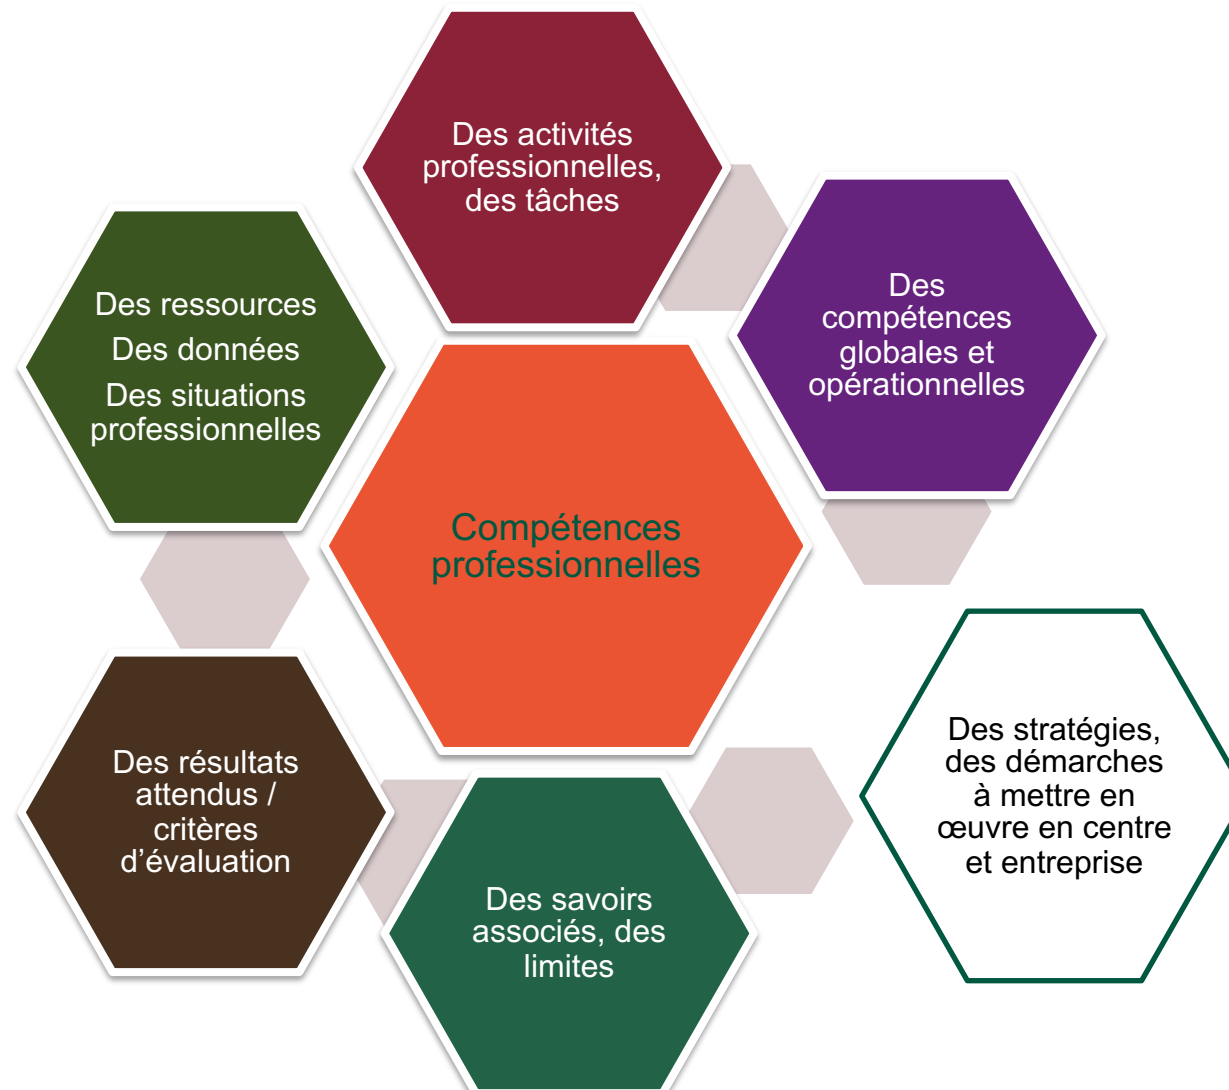 Des activités
professionnelles,
des tâches
Des
compétences
globales et
opérationnelles
Des ressources
Des données
Des situations
professionnelles
Compétences
professionnelles
Des stratégies,
des démarches
à mettre en
œuvre en centre
et entreprise
Des résultats
attendus /
critères
d’évaluation
Des savoirs
associés, des
limites